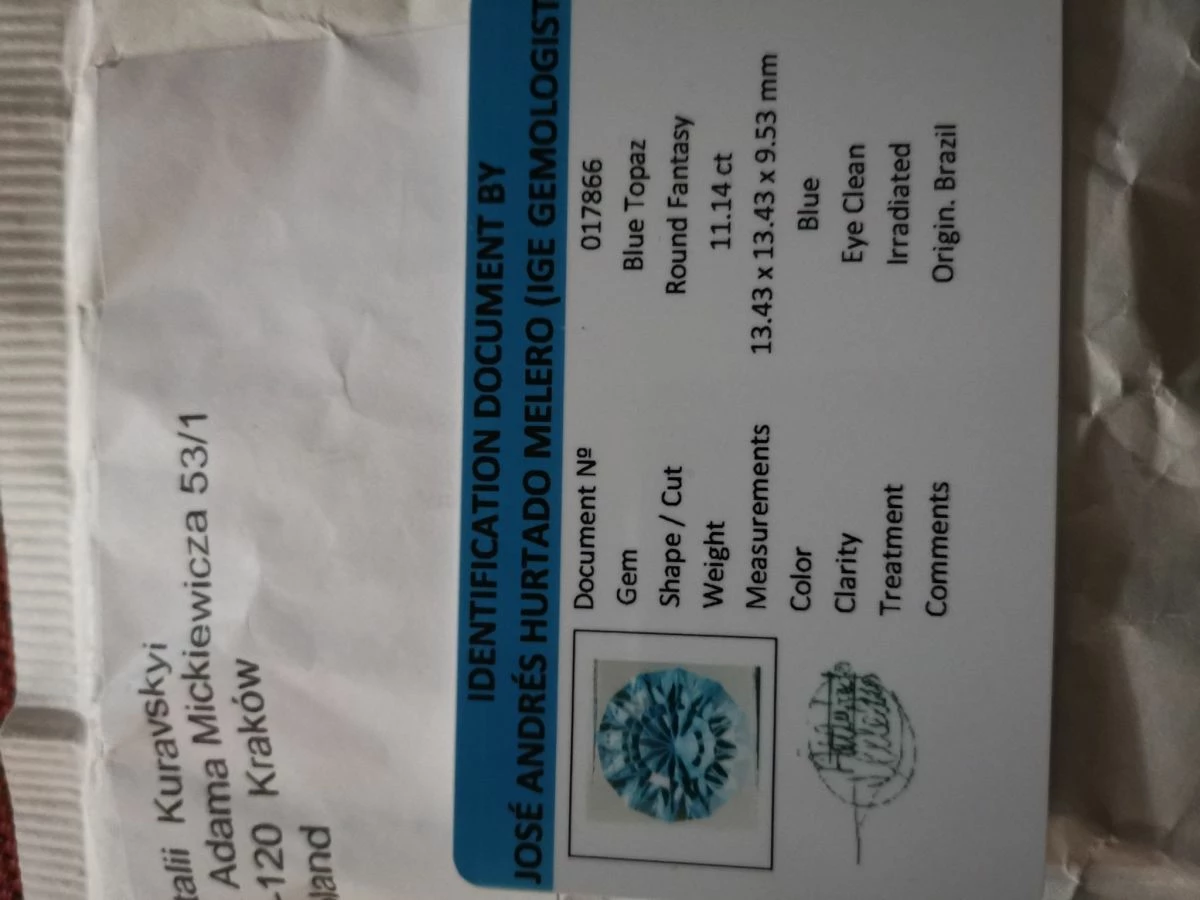 Kuravskyi
Adama Mickiewicza 53/1
-120 Kraków
IDENTIFICATION DOCUMENT BY
JOSÉ ANDRÉS HURTADO MELERO (IGE GEMOLOGIST
Document Nº 017866
Gem Blue Topaz
Shape / Cut Round Fantasy
Weight 11.14 ct
Measurements 13.43 x 13.43 x 9.53 mm
Color Blue
Clarity Eye Clean
Treatment Irradiated
Comments Origin. Brazil